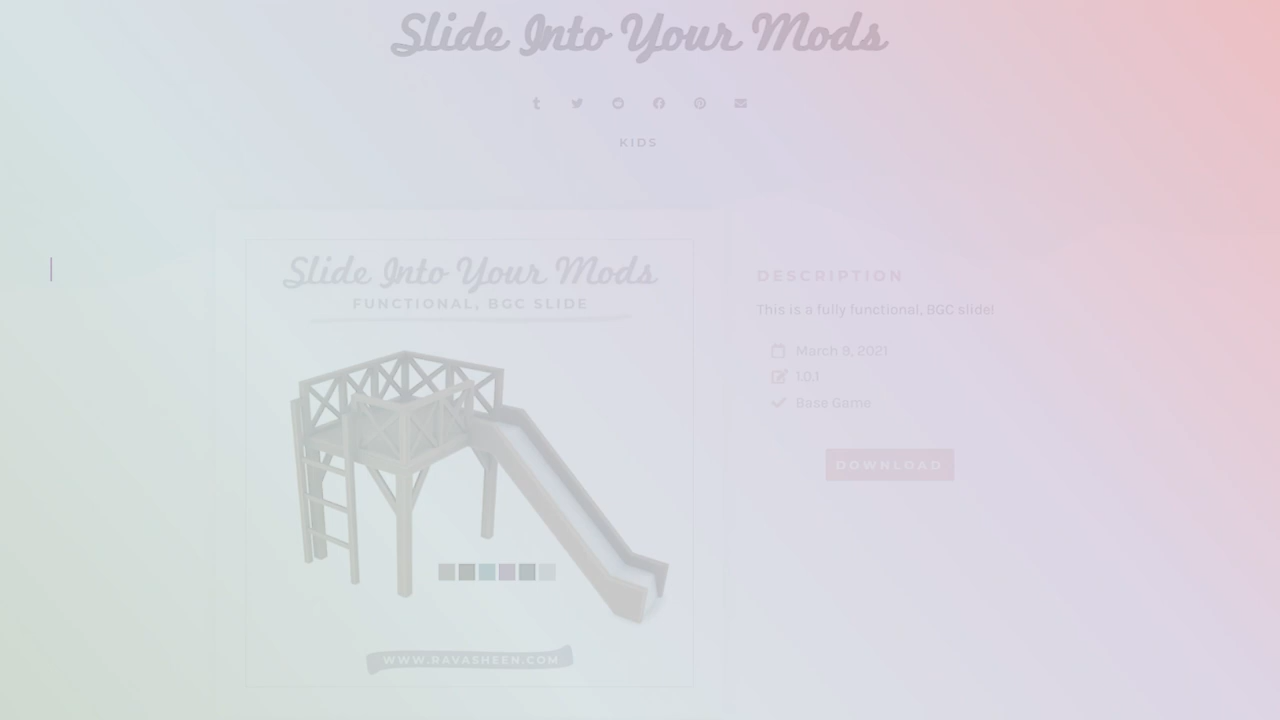 Slide Into Your Mods
KIDS
Slide Into Your Mods
FUNCTIONAL, BGC SLIDE
WWW.RAVASHEEN.COM
DESCRIPTION
This is a fully functional, BGC slide!
March 9, 2021
1.0.1
Base Game
DOWNLOAD